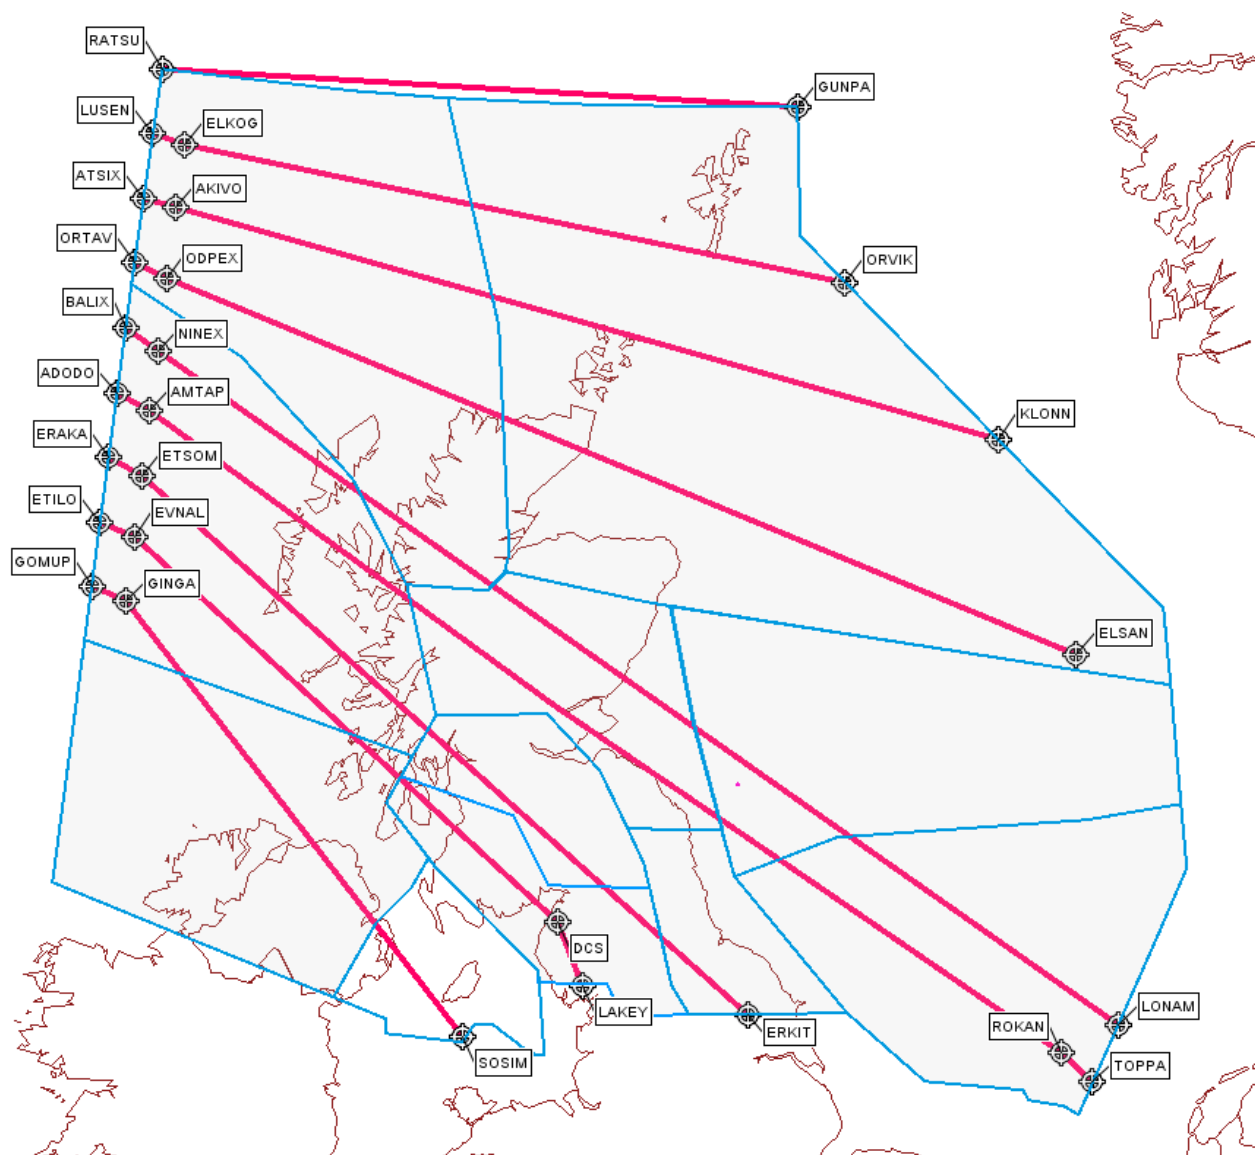 RATSU
GUNPA
LUSEN
ELKOG
ATSIX
AKIVO
ORTAV
ODPEX
ORVIK
BALIX
NINEX
ADODO
AMTAP
KLONN
ERAKA
ETSOM
ETILO
EVNAL
GOMUP
GINGA
ELSAN
DCS
LAKEY
LONAM
ROKAN
ERKIT
SOSIM
TOPPA